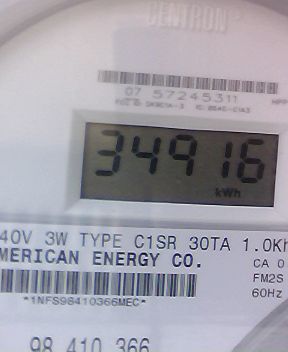 CENTRON®
07 57245311
34916
kWh
40V 3W TYPE C1SR 30TA 1.0Kh
MERICAN ENERGY CO.
CA 0
FM2S
*1NFS98410366MEC*
60Hz
98 410 366